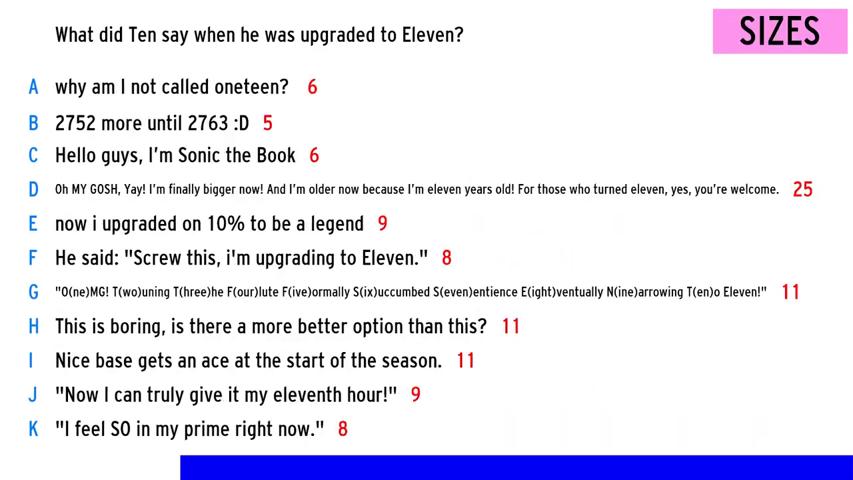 What did Ten say when he was upgraded to Eleven?
SIZES
A why am I not called oneteen? 6
B 2752 more until 2763 :D 5
C Hello guys, I'm Sonic the Book 6
D Oh MY GOSH, Yay! I'm finally bigger now! And I'm older now because I'm eleven years old! For those who turned eleven, yes, you're welcome. 25
E now i upgraded on 10% to be a legend 9
F He said: "Screw this, i'm upgrading to Eleven." 8
G "O(ne)MG! T(wo)uning T(hree)he F(our)lute F(ive)ormally S(ix)uccumbed S(even)entience E(ight)ventually N(ine)arrowing T(en)o Eleven!" 11
H This is boring, is there a more better option than this? 11
I Nice base gets an ace at the start of the season. 11
J "Now I can truly give it my eleventh hour!" 9
K "I feel SO in my prime right now." 8